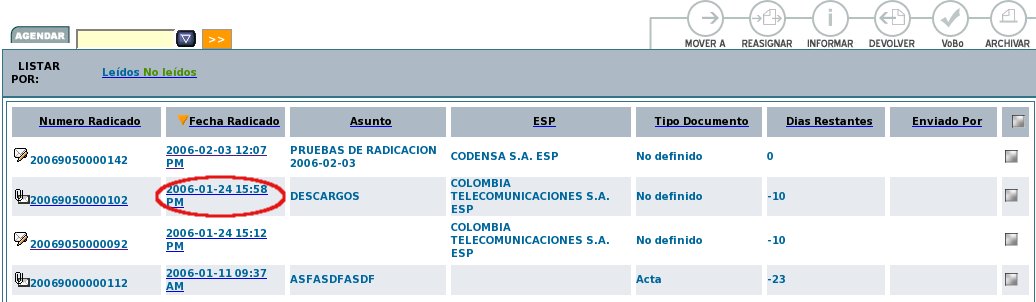 AGENDAR
>>
MOVER A
REASIGNAR
INFORMAR
DEVOLVER
VoBo
ARCHIVAR
LISTAR
POR:
Leídos No leídos
Numero Radicado
Fecha Radicado
Asunto
ESP
Tipo Documento
Dias Restantes
Enviado Por
20069050000142
2006-02-03 12:07
PM
PRUEBAS DE RADICACION
2006-02-03
CODENSA S.A. ESP
No definido
0
20069050000102
2006-01-24 15:58
PM
DESCARGOS
COLOMBIA
TELECOMUNICACIONES S.A.
ESP
No definido
-10
20069050000092
2006-01-24 15:12
PM
COLOMBIA
TELECOMUNICACIONES S.A.
ESP
No definido
-10
20069000000112
2006-01-11 09:37
AM
ASFASDFASDF
Acta
-23